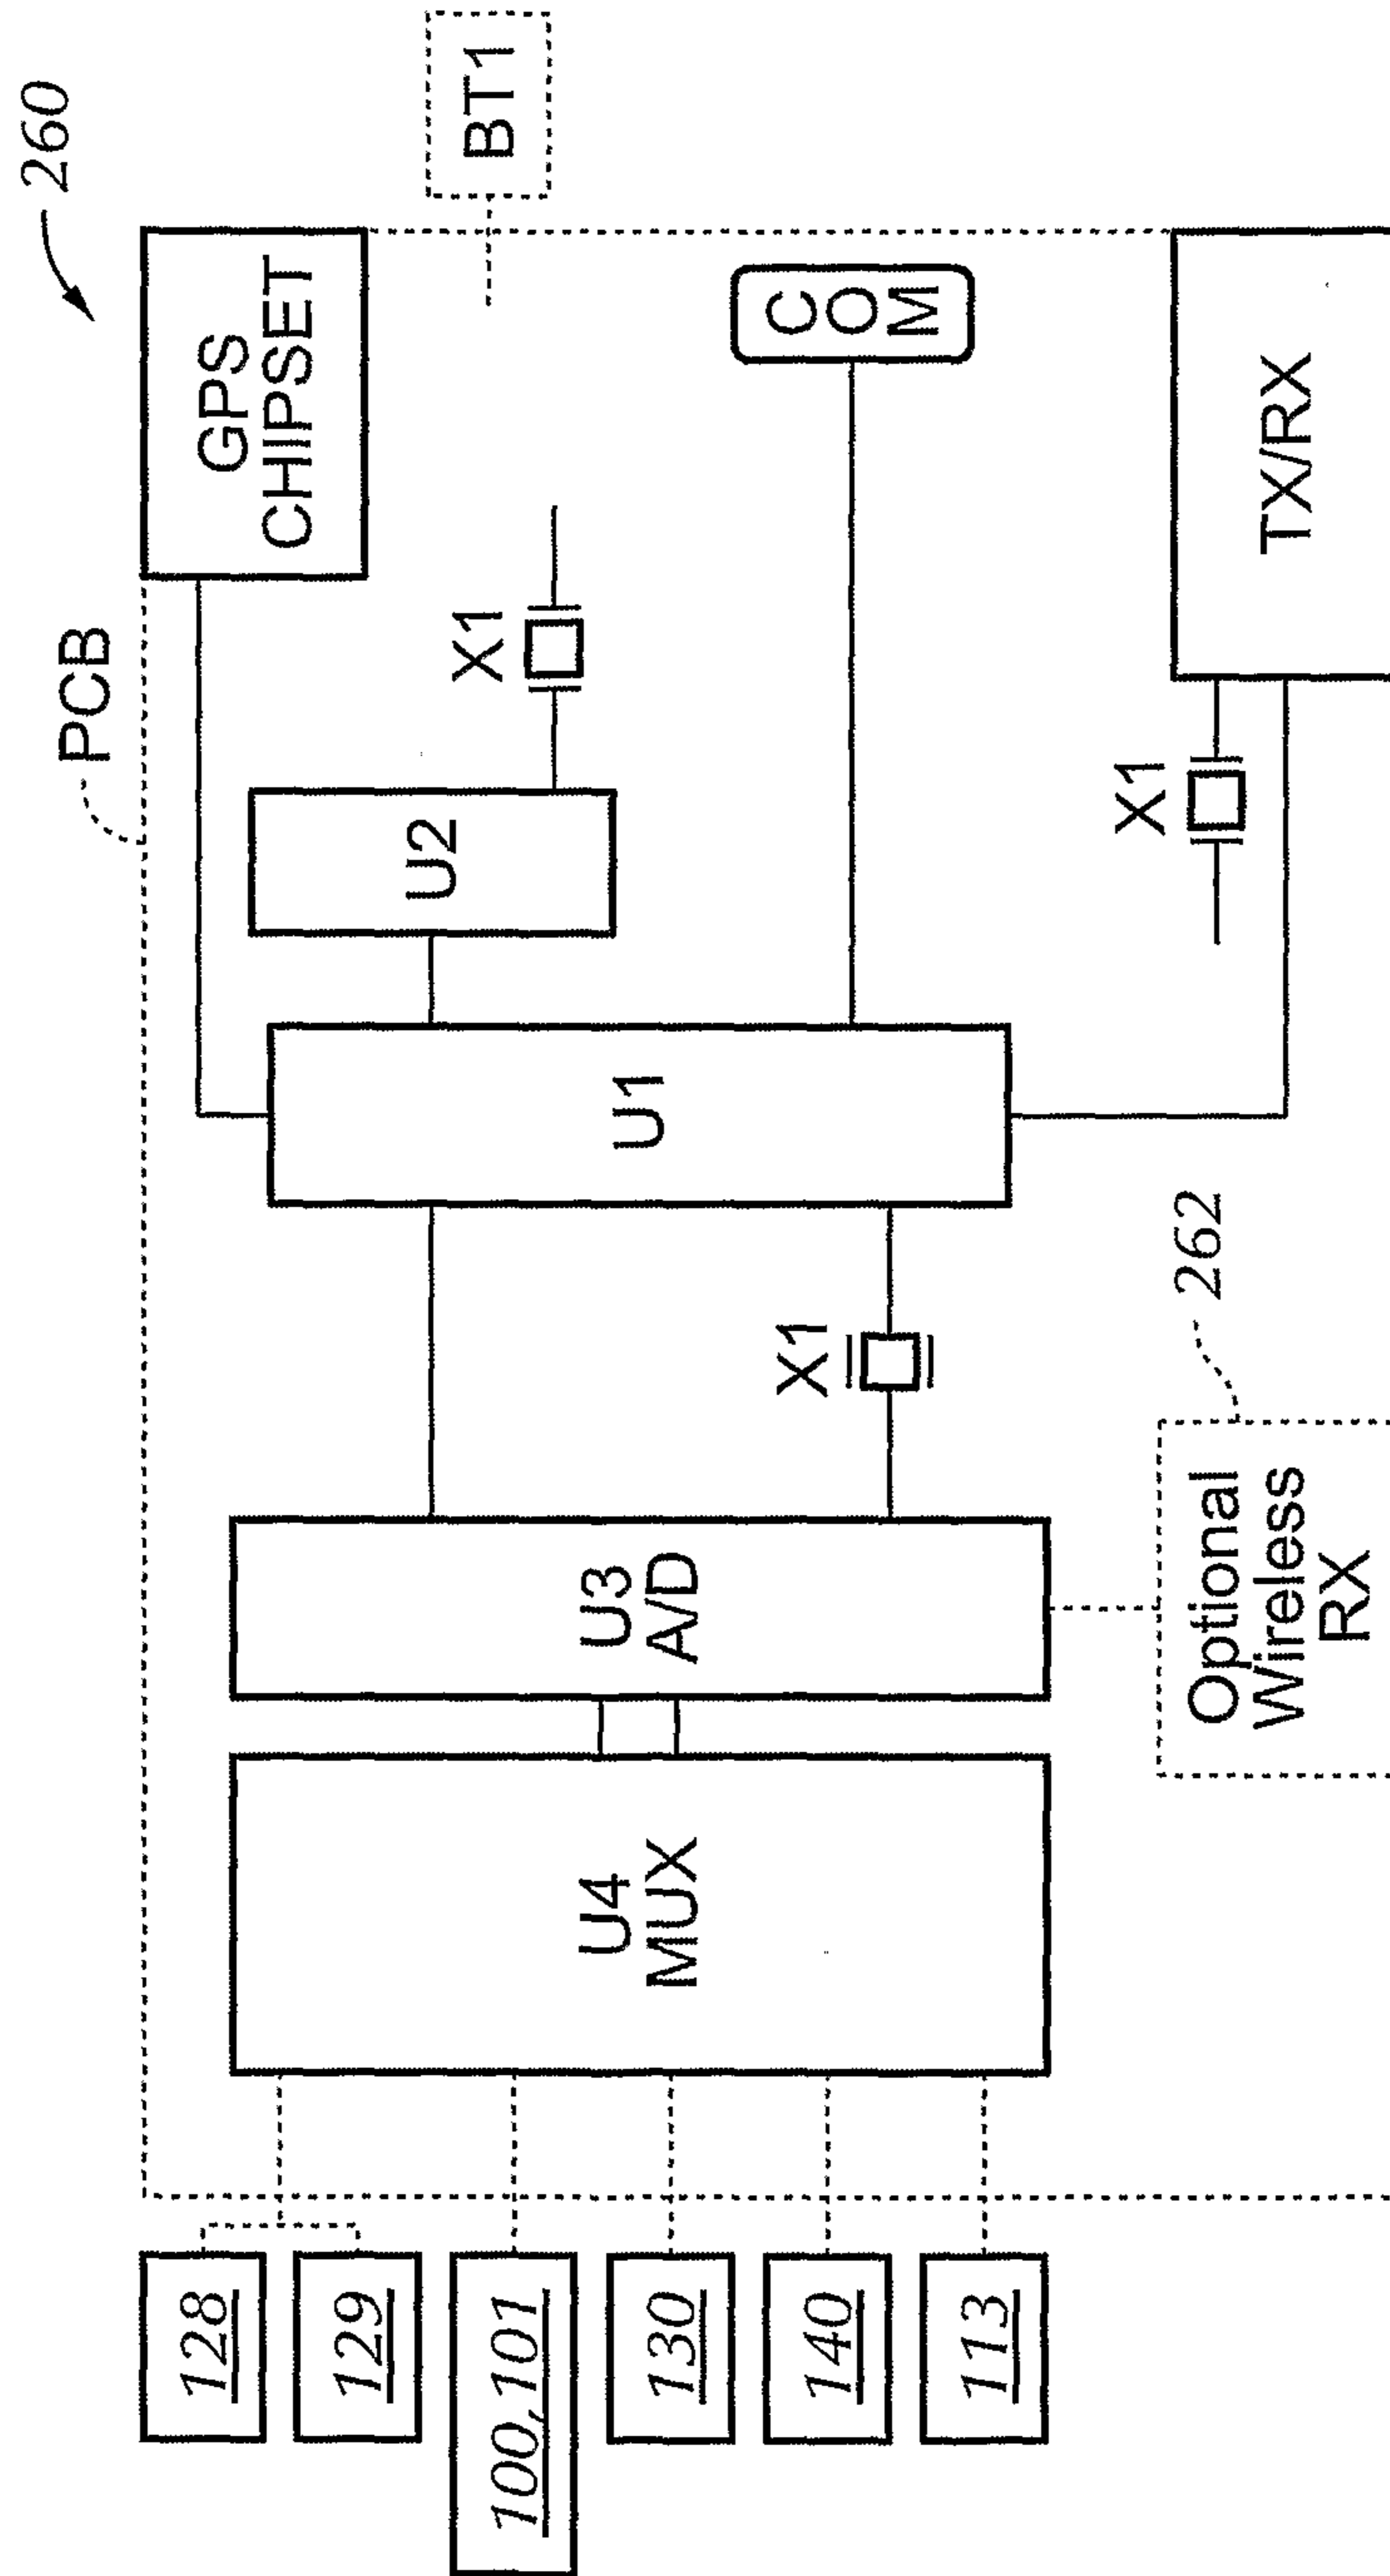 260
PCB
128
129
100,101
130
140
113
U4
MUX
U3
A/D
U1
U2
X1
GPS
CHIPSET
BT1
C
O
M
X1
X1
TX/RX
262
Optional
Wireless
RX